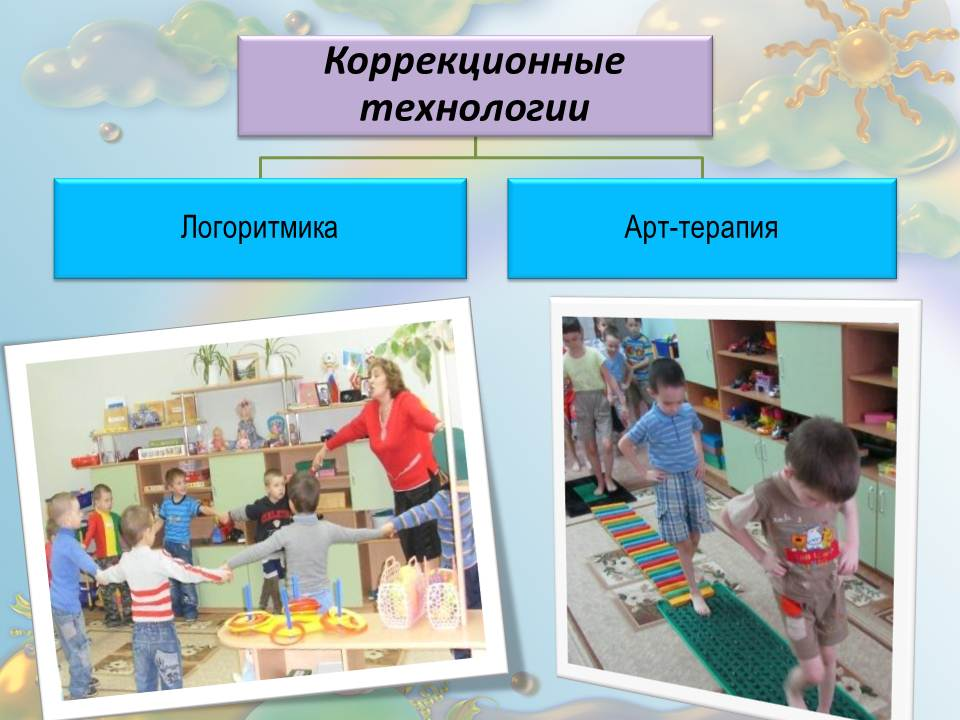 Коррекционные
технологии
Логоритмика
Арт-терапия